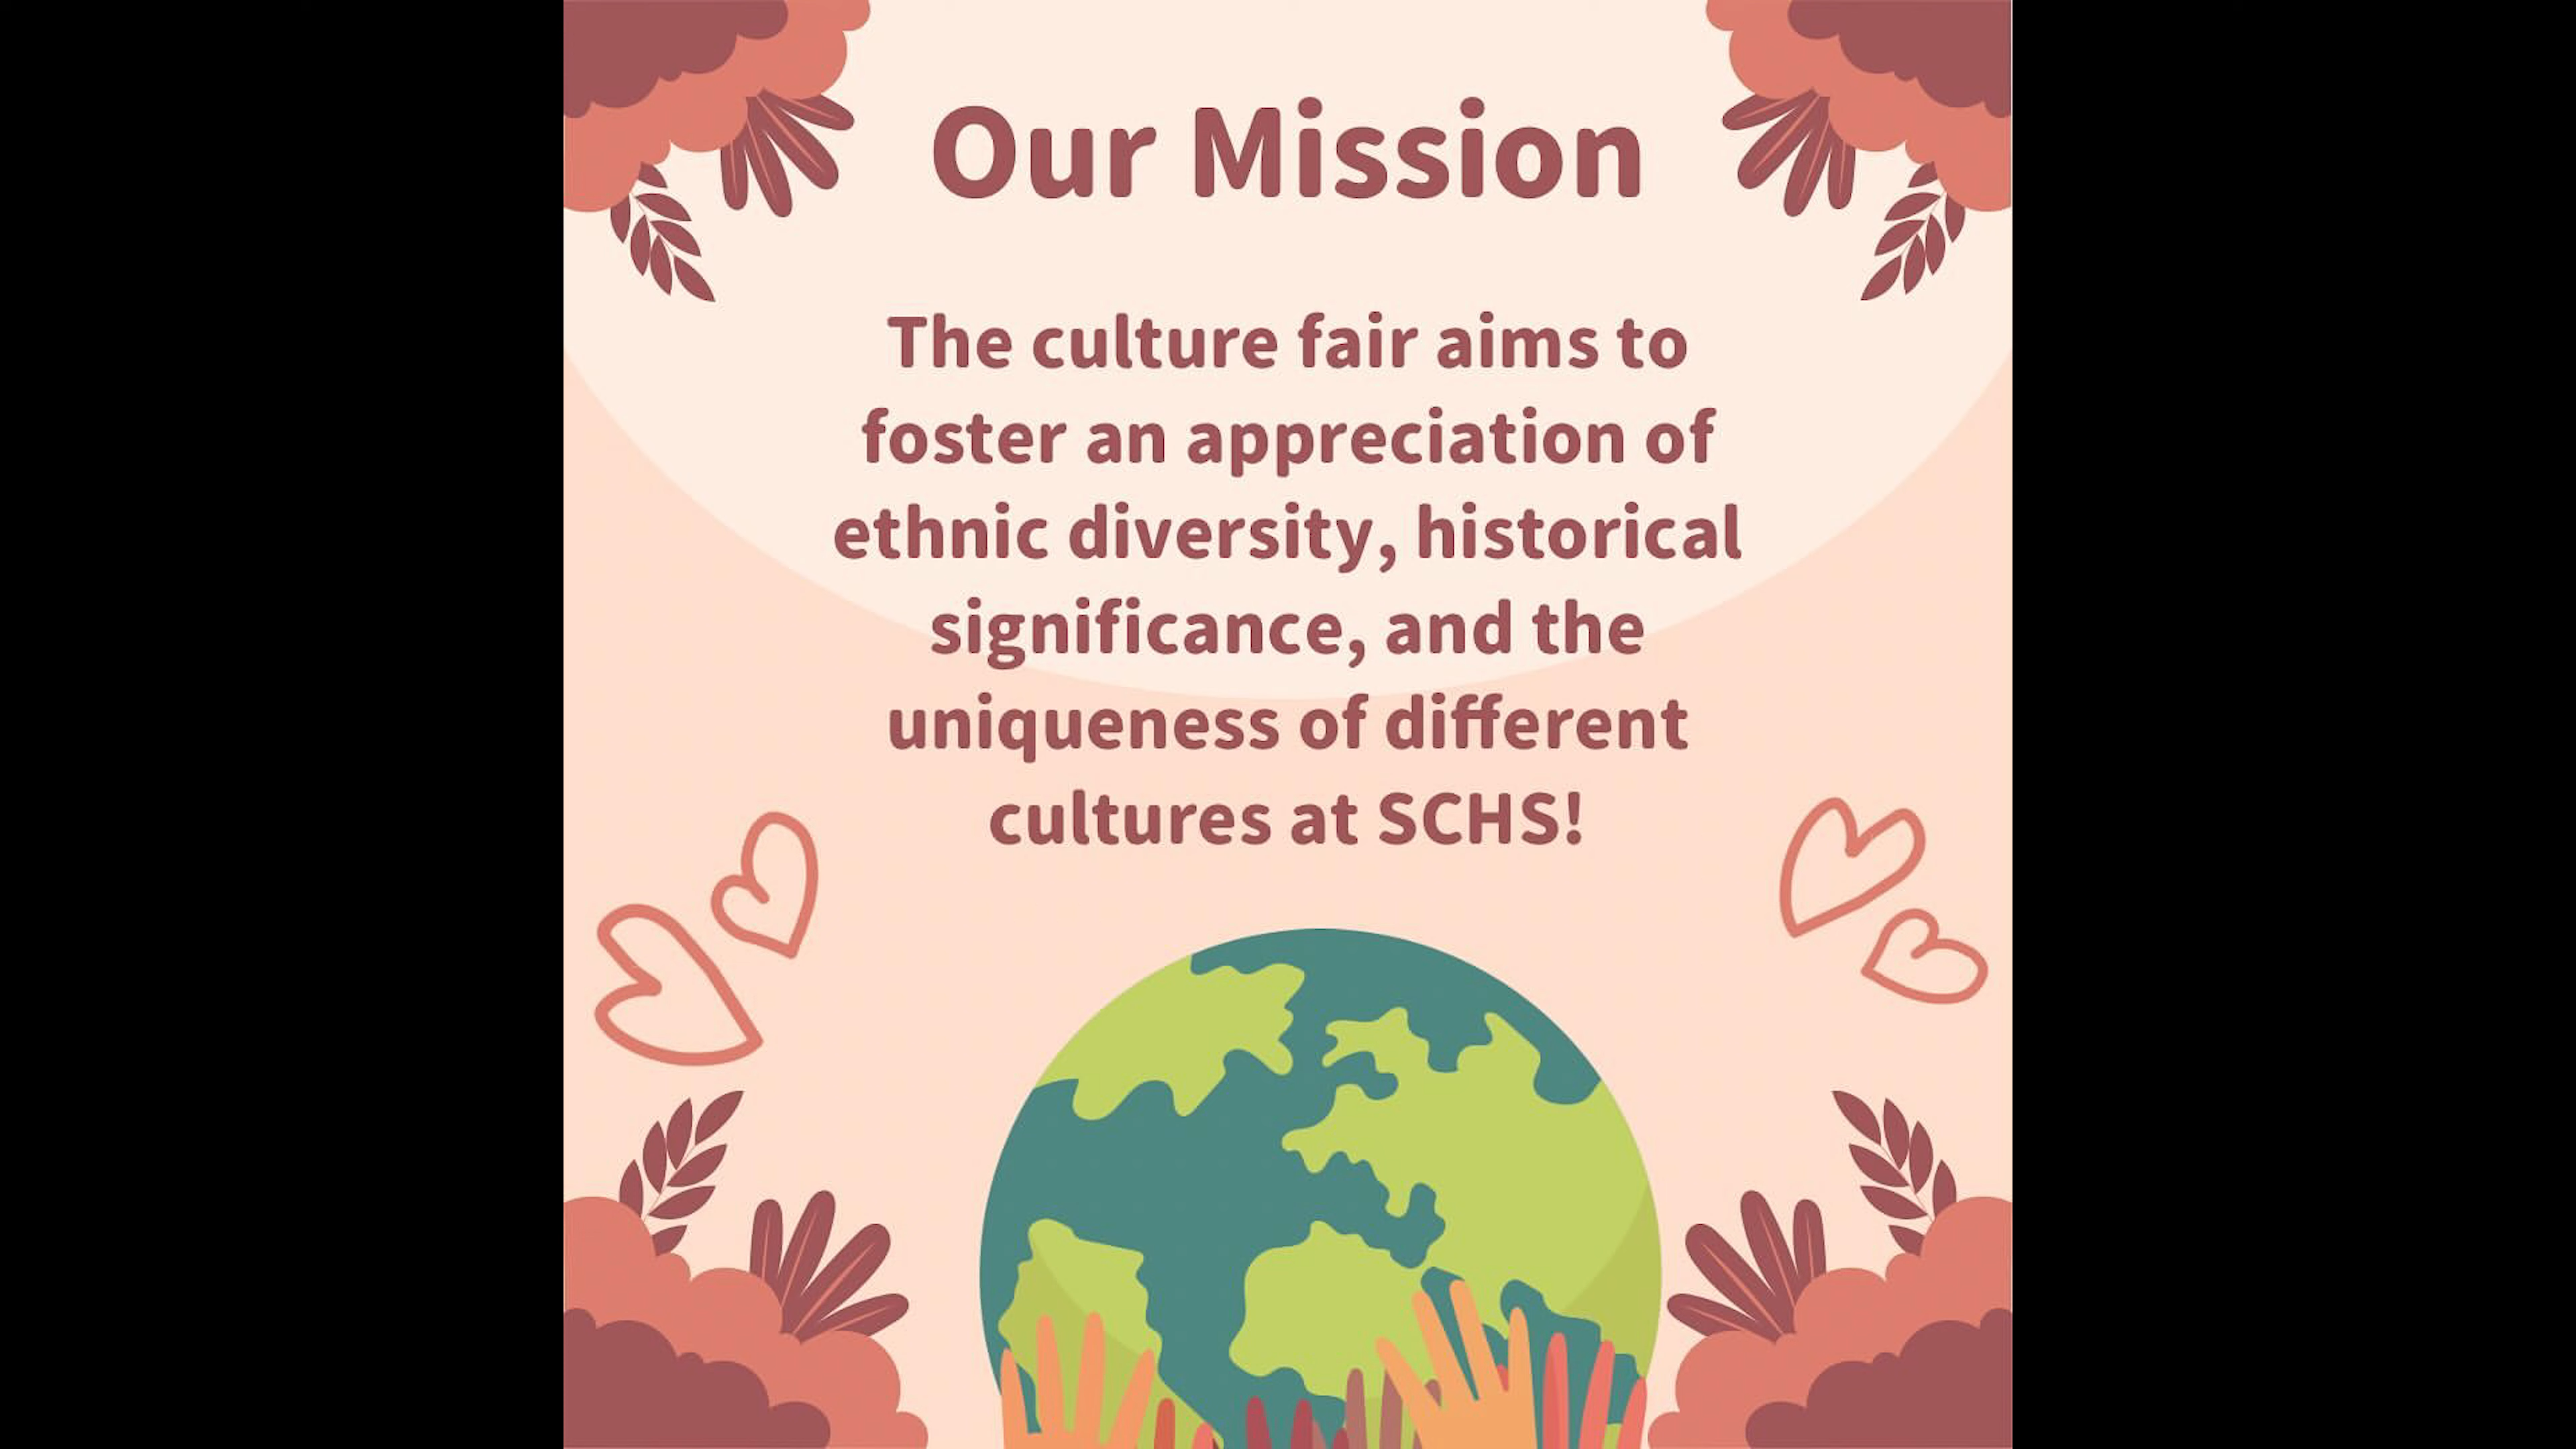 Our Mission
The culture fair aims to
foster an appreciation of
ethnic diversity, historical
significance, and the
uniqueness of different
cultures at SCHS!